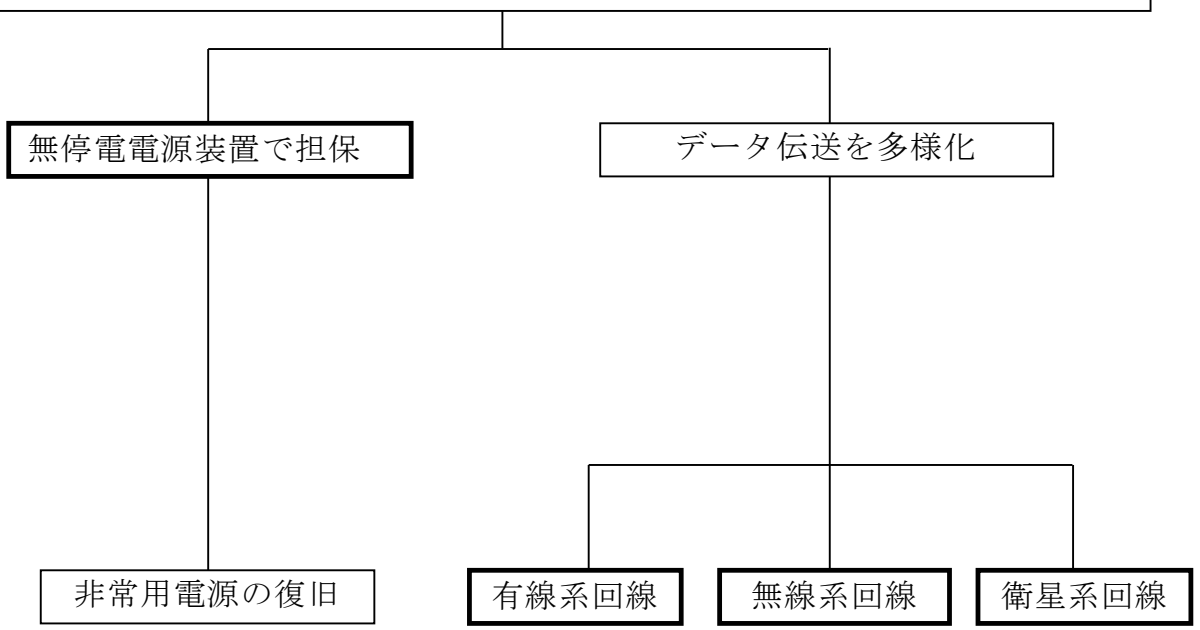 無停電電源装置で担保
データ伝送を多様化
非常用電源の復旧
有線系回線
無線系回線
衛星系回線